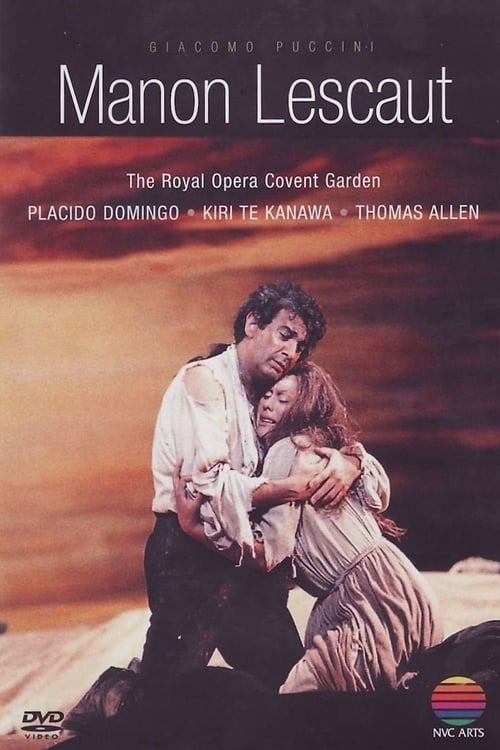 GIACOMO PUCCINI
Manon Lescaut
The Royal Opera Covent Garden
PLACIDO DOMINGO • KIRI TE KANAWA • THOMAS ALLEN
DVD
VIDEO
NVC ARTS